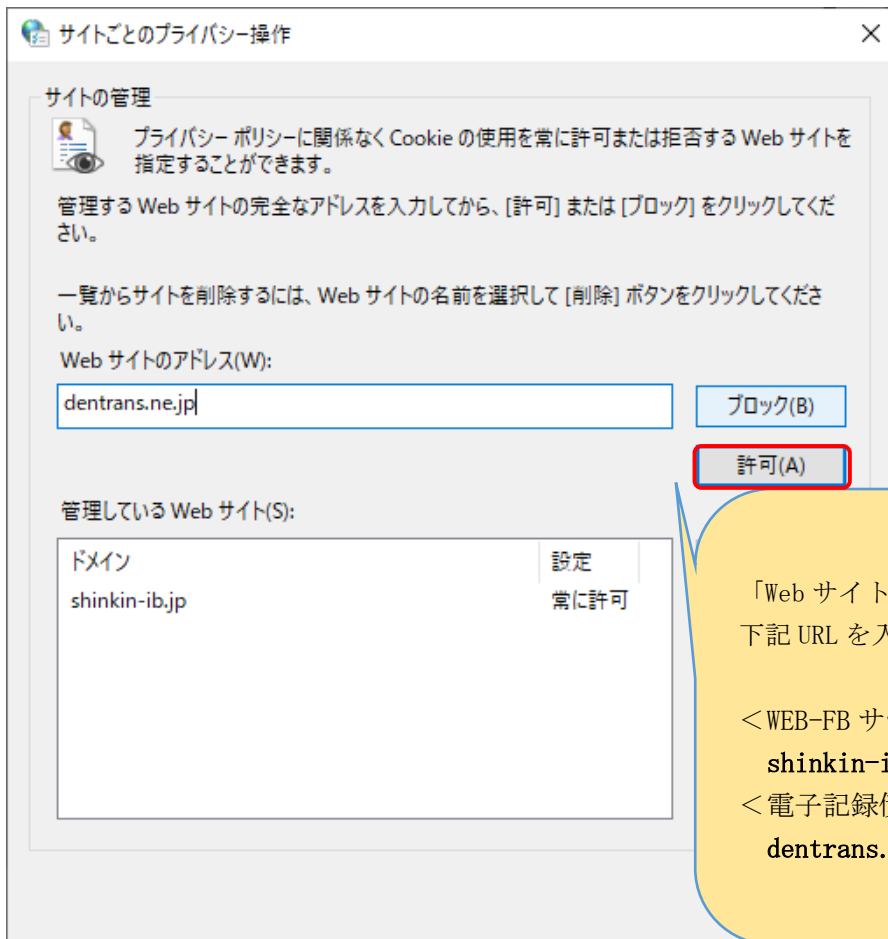 サイトごとのプライバシー操作
サイトの管理
プライバシー ポリシーに関係なく Cookie の使用を常に許可または拒否する Web サイトを
指定することができます。
管理する Web サイトの完全なアドレスを入力してから、[許可] または [ブロック] をクリックしてくだ
さい。
一覧からサイトを削除するには、Web サイトの名前を選択して [削除] ボタンをクリックしてくださ
い。
Web サイトのアドレス(W):
dentrans.ne.jp
ブロック(B)
許可(A)
管理している Web サイト(S):
ドメイン 設定
shinkin-ib.jp 常に許可
「Web サイト
下記 URL を
＜WEB-FB サ
shinkin-i
＜電子記録
dentrans.